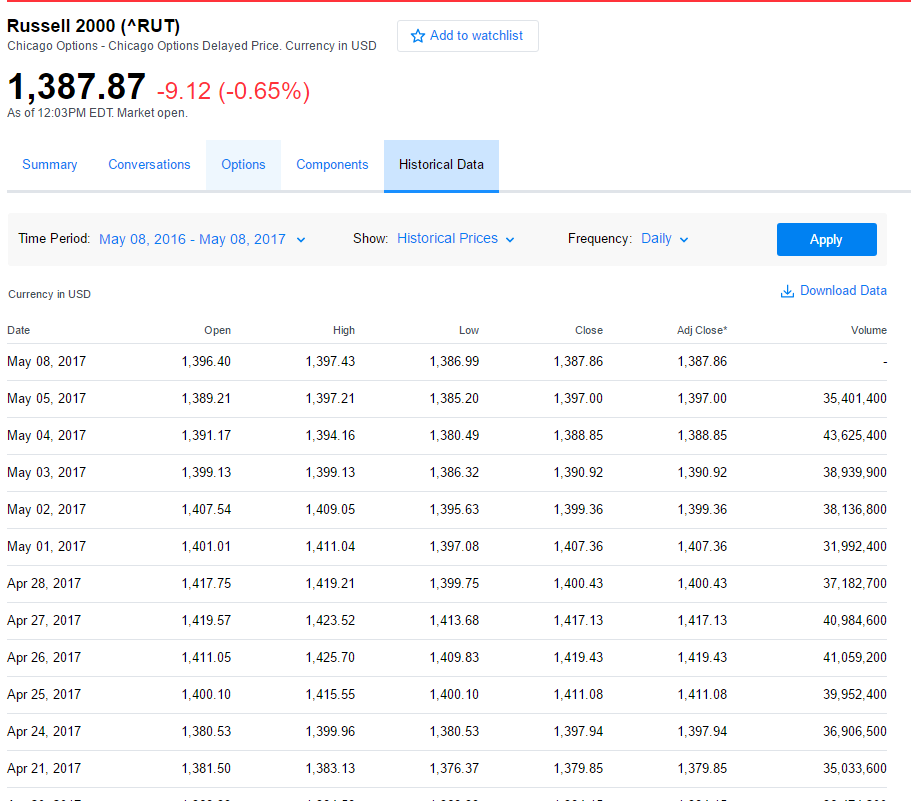 Russell 2000 (^RUT)
Add to watchlist
Chicago Options - Chicago Options Delayed Price. Currency in USD
1,387.87 -9.12 (-0.65%)
As of 12:03PM EDT. Market open.
Summary Conversations Options Components Historical Data
Time Period: May 08, 2016 - May 08, 2017 Show: Historical Prices Frequency: Daily Apply
Currency in USD Download Data
Date Open High Low Close Adj Close* Volume
May 08, 2017 1,396.40 1,397.43 1,386.99 1,387.86 1,387.86 -
May 05, 2017 1,389.21 1,397.21 1,385.20 1,397.00 1,397.00 35,401,400
May 04, 2017 1,391.17 1,394.16 1,380.49 1,388.85 1,388.85 43,625,400
May 03, 2017 1,399.13 1,399.13 1,386.32 1,390.92 1,390.92 38,939,900
May 02, 2017 1,407.54 1,409.05 1,395.63 1,399.36 1,399.36 38,136,800
May 01, 2017 1,401.01 1,411.04 1,397.08 1,407.36 1,407.36 31,992,400
Apr 28, 2017 1,417.75 1,419.21 1,399.75 1,400.43 1,400.43 37,182,700
Apr 27, 2017 1,419.57 1,423.52 1,413.68 1,417.13 1,417.13 40,984,600
Apr 26, 2017 1,411.05 1,425.70 1,409.83 1,419.43 1,419.43 41,059,200
Apr 25, 2017 1,400.10 1,415.55 1,400.10 1,411.08 1,411.08 39,952,400
Apr 24, 2017 1,380.53 1,399.96 1,380.53 1,397.94 1,397.94 36,906,500
Apr 21, 2017 1,381.50 1,383.13 1,376.37 1,379.85 1,379.85 35,033,600